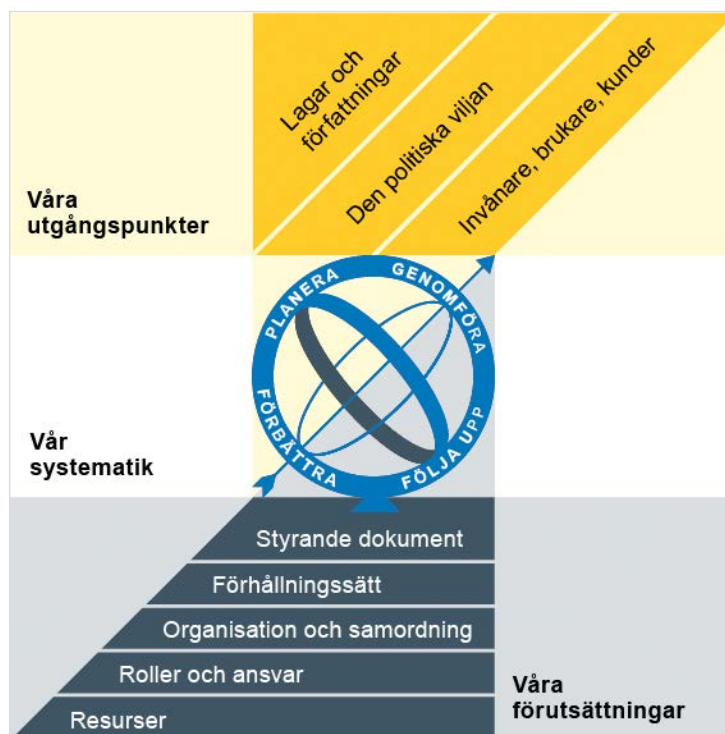 Lagar och
författningar
Den politiska viljan
Invånare, brukare, kunder
Våra
utgångspunkter
PLANERA
GENOMFÖRA
FÖLJA UPP
FÖRBÄTTRA
Vår
systematik
Styrande dokument
Förhållningssätt
Organisation och samordning
Roller och ansvar
Resurser
Våra
förutsättningar